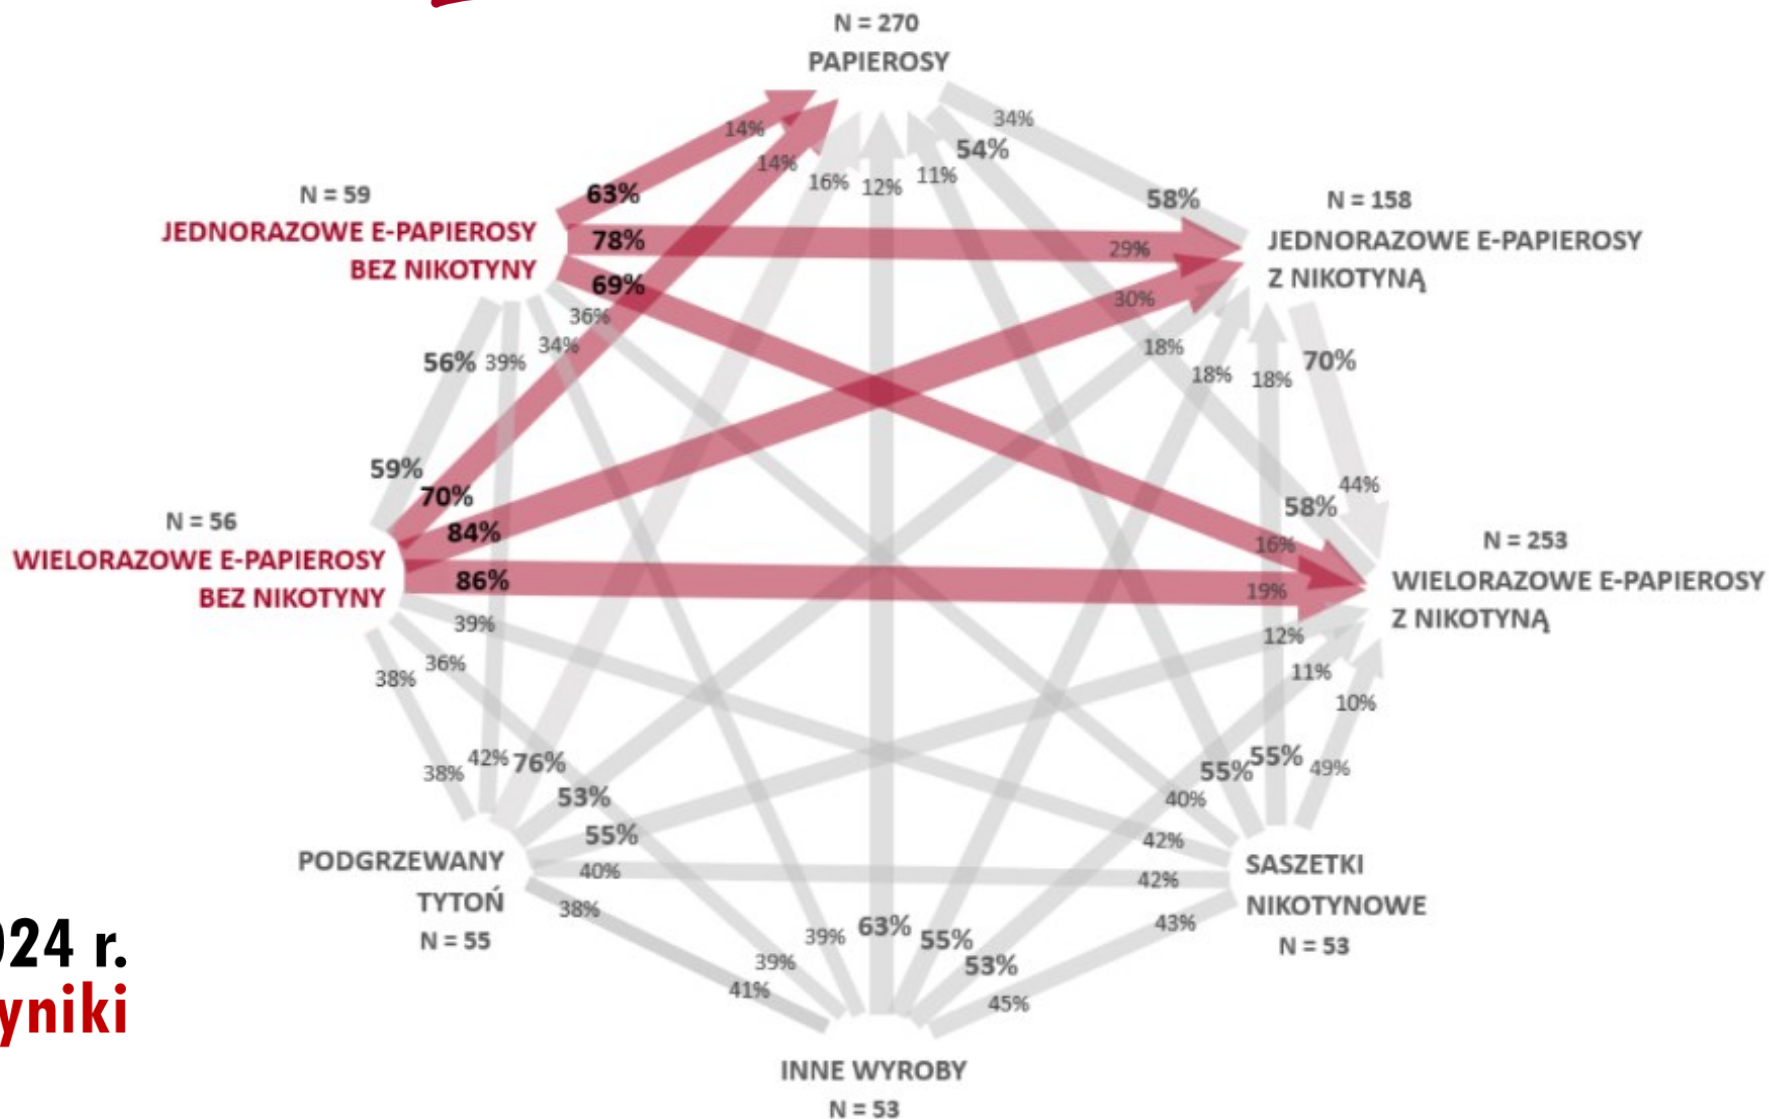 N = 270
PAPIEROSY
34%
14%
54%
14%
16%
12%
11%
N = 59
63%
58%
N = 158
JEDNORAZOWE E-PAPIEROSY
BEZ NIKOTYNY
78%
29%
JEDNORAZOWE E-PAPIEROSY
Z NIKOTYNĄ
69%
30%
36%
34%
56%
39%
18%
18%
18%
70%
59%
70%
44%
58%
N = 56
84%
16%
N = 253
WIELORAZOWE E-PAPIEROSY
BEZ NIKOTYNY
86%
19%
WIELORAZOWE E-PAPIEROSY
Z NIKOTYNĄ
39%
12%
36%
38%
11%
10%
42%
76%
38%
55%
55%
49%
53%
40%
55%
42%
PODGRZEWANY
TYTOŃ
N = 55
40%
42%
SASZETKI
NIKOTYNOWE
N = 53
38%
43%
39%
63%
55%
39%
53%
41%
45%
24 r.
yniki
INNE WYROBY
N = 53